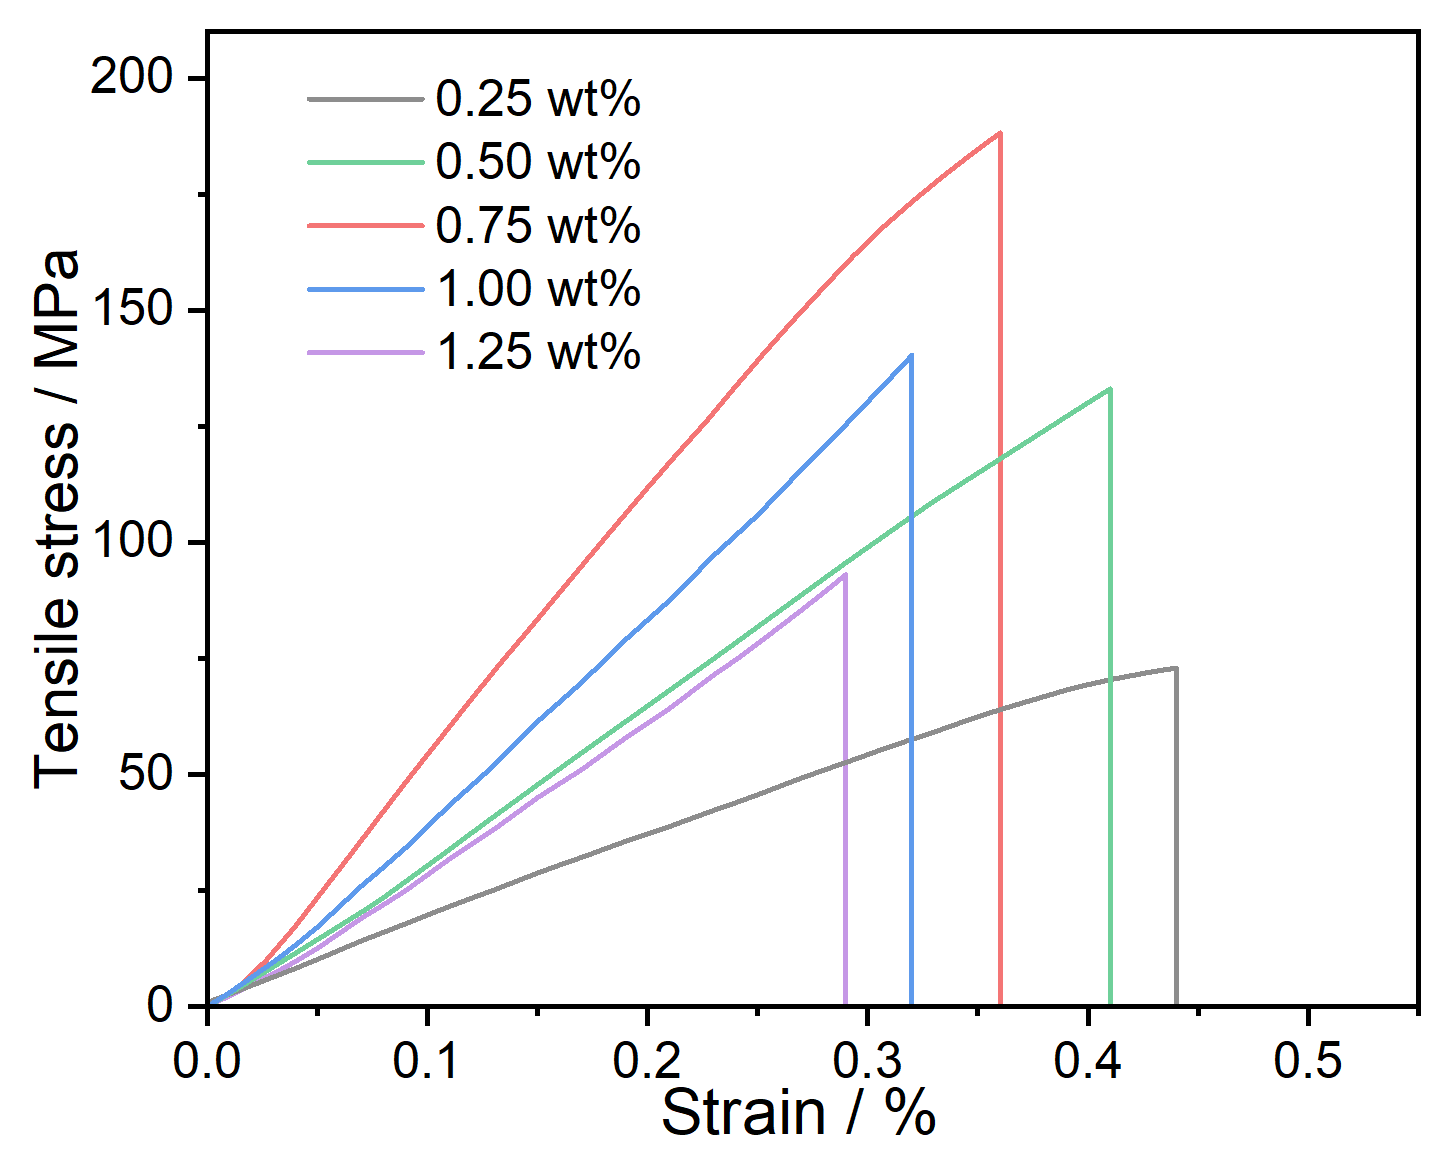 200
150
100
50
0
Tensile stress / MPa
0.25 wt%
0.50 wt%
0.75 wt%
1.00 wt%
1.25 wt%
0.0 0.1 0.2 0.3 0.4 0.5
Strain / %